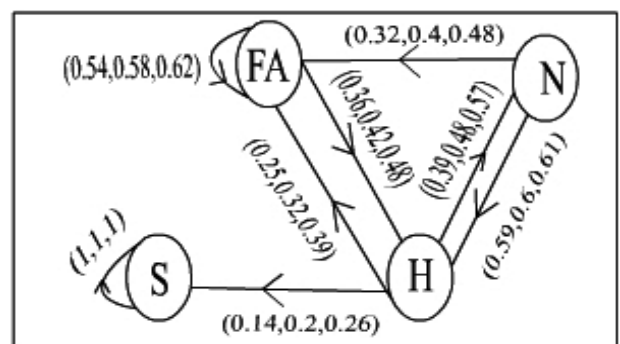 (0.32,0.4,0.48)
(0.54,0.58,0.62)
FA
N
(0.36,0.42,0.48)
(0.39,0.48,0.57)
(0.25,0.32,0.39)
(0.59,0.6,0.61)
(1,1,1)
S
H
(0.14,0.2,0.26)